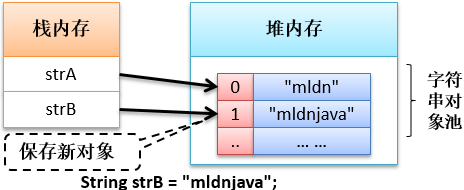 栈内存
堆内存
strA
strB
0
"mldn"
1
"mldnjava"
..
... ...
字符
串对
象池
保存新对象
String strB = "mldnjava";